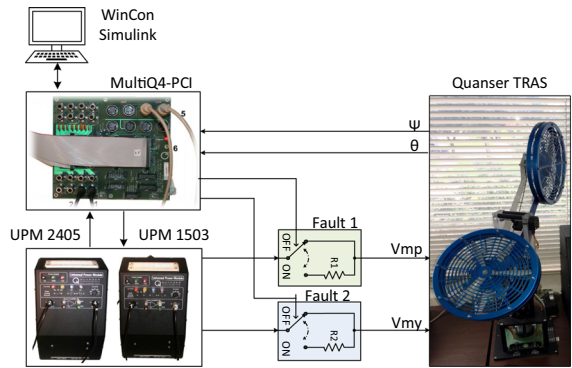 WinCon
Simulink
MultiQ4-PCI
Quanser TRAS
5
6
Ψ
θ
UPM 2405
UPM 1503
Fault 1
OFF
ON
R1
Vmp
Fault 2
OFF
ON
R2
Vmy